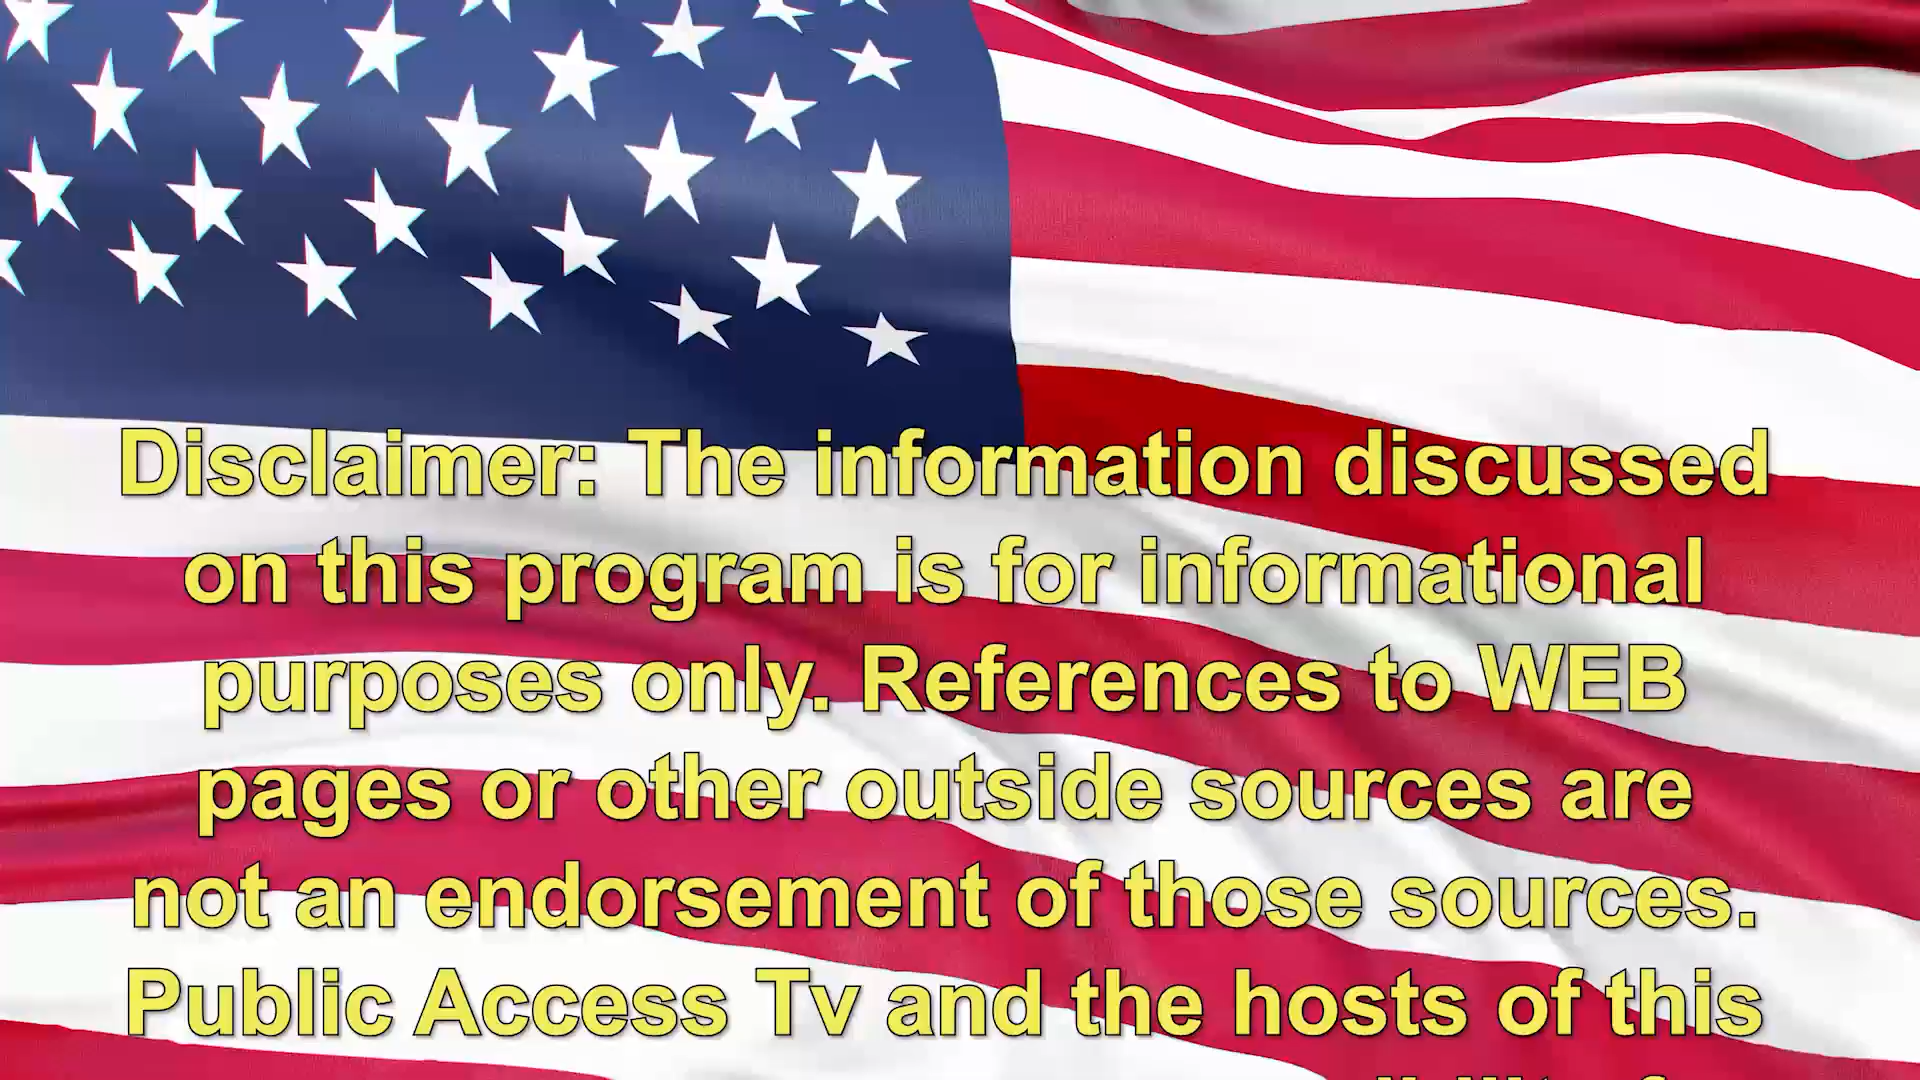 Disclaimer: The information discussed
on this program is for informational
purposes only. References to WEB
pages or other outside sources are
not an endorsement of those sources.
Public Access Tv and the hosts of this